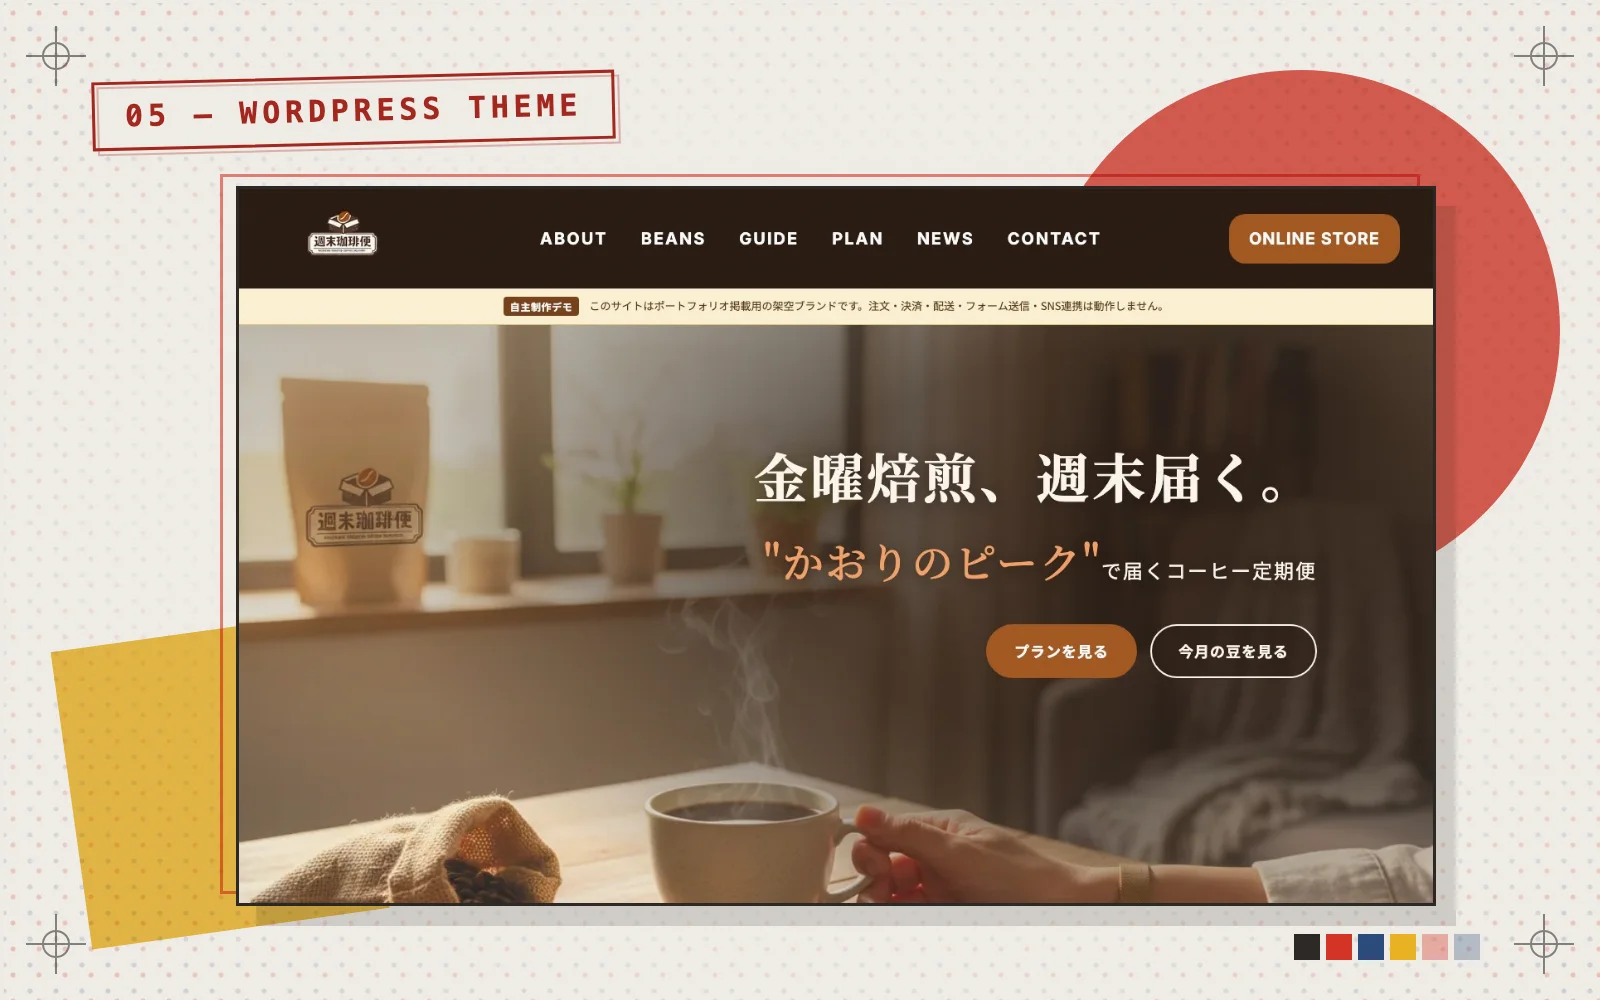 05 — WORDPRESS THEME
週末珈琲便
ABOUT BEANS GUIDE PLAN NEWS CONTACT
ONLINE STORE
自主制作デモ このサイトはポートフォリオ掲載用の架空ブランドです。注文・決済・配送・フォーム送信・SNS連携は動作しません。
週末珈琲便
金曜焙煎、週末届く。
"かおりのピーク"で届くコーヒー定期便
プランを見る 今月の豆を見る